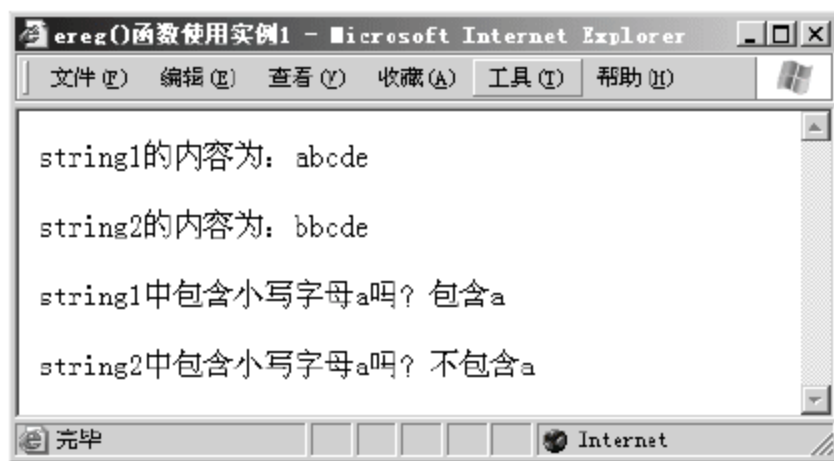 ereg()函数使用实例1 - Microsoft Internet Explorer
文件(F) 编辑(E) 查看(V) 收藏(A) 工具(T) 帮助(H)
string1的内容为：abcde
string2的内容为：bbcde
string1中包含小写字母a吗？包含a
string2中包含小写字母a吗？不包含a
完毕 Internet